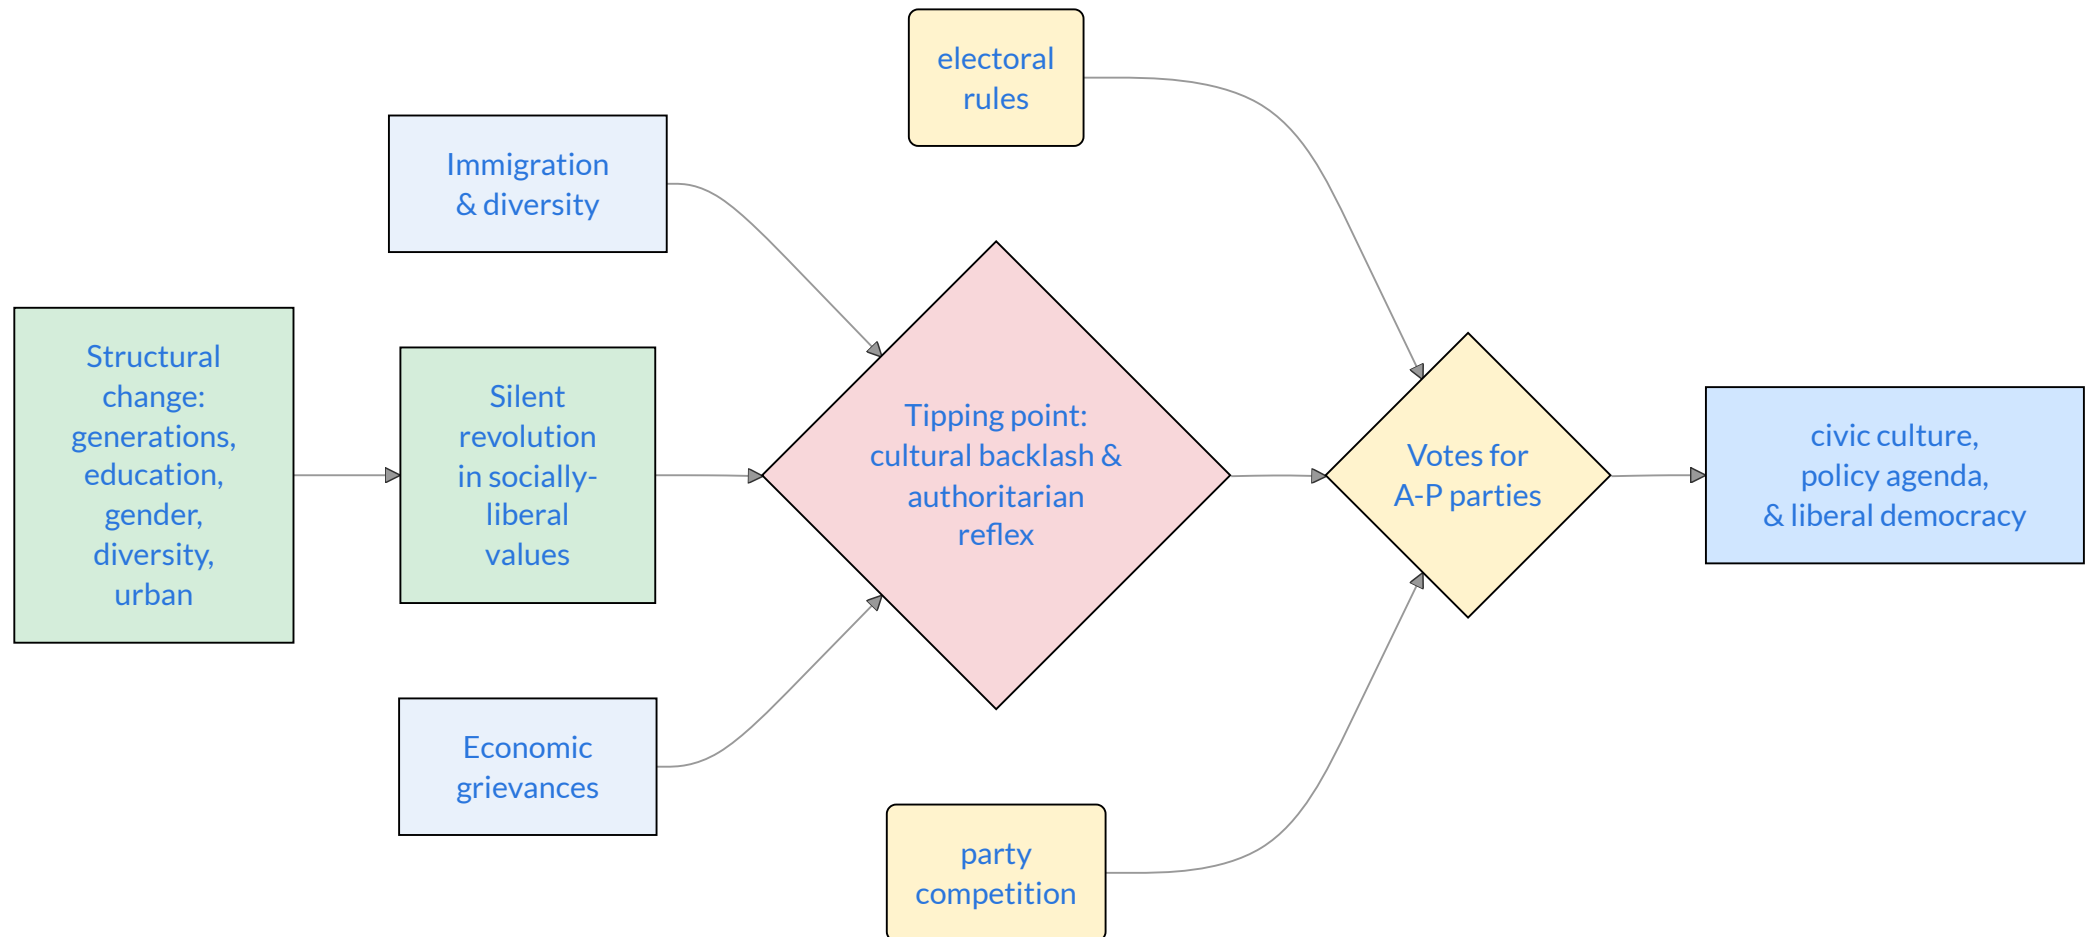 electoral
rules
Immigration
& diversity
Structural
change:
generations,
education,
gender,
diversity,
urban
Silent
revolution
in socially-
liberal
values
Tipping point:
cultural backlash &
authoritarian
reflex
Votes for
A-P parties
civic culture,
policy agenda,
& liberal democracy
Economic
grievances
party
competition